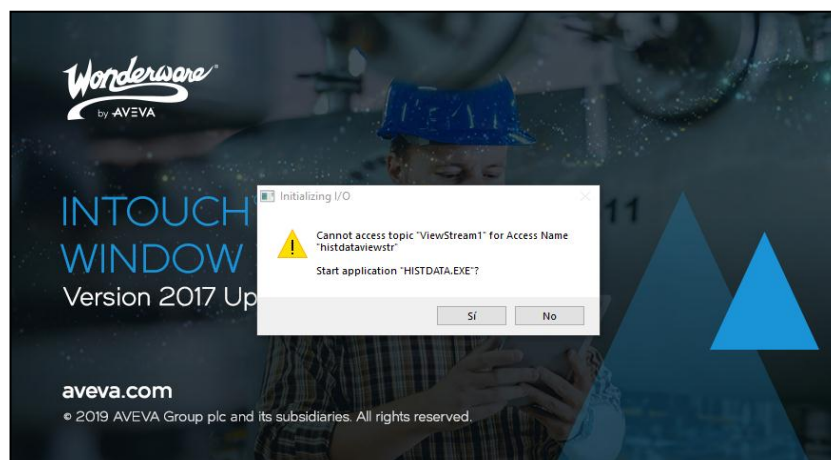 Wonderware
by AVEVA
INTOUCH
WINDOW
Version 2017 Up
Initializing I/O
Cannot access topic "ViewStream1" for Access Name
"histdataviewstr"
Start application "HISTDATA.EXE"?
Sí
No
11
aveva.com
© 2019 AVEVA Group plc and its subsidiaries. All rights reserved.